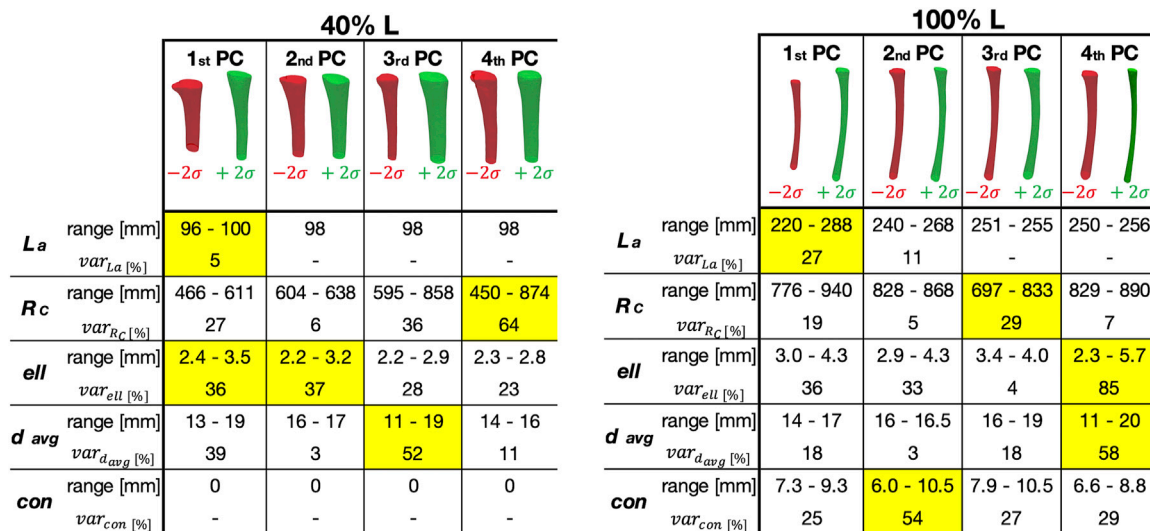 40% L
1st PC 2nd PC 3rd PC 4th PC
−2σ + 2σ −2σ + 2σ −2σ + 2σ −2σ + 2σ
La range [mm] 96 - 100 98 98 98
var_La [%] 5 - - -
Rc range [mm] 466 - 611 604 - 638 595 - 858 450 - 874
var_RC [%] 27 6 36 64
ell range [mm] 2.4 - 3.5 2.2 - 3.2 2.2 - 2.9 2.3 - 2.8
var_ell [%] 36 37 28 23
d avg range [mm] 13 - 19 16 - 17 11 - 19 14 - 16
var_davg [%] 39 3 52 11
con range [mm] 0 0 0 0
var_con [%] - - - -
100% L
1st PC 2nd PC 3rd PC 4th PC
−2σ + 2σ −2σ + 2σ −2σ + 2σ −2σ + 2σ
La range [mm] 220 - 288 240 - 268 251 - 255 250 - 256
var_La [%] 27 11 - -
Rc range [mm] 776 - 940 828 - 868 697 - 833 829 - 890
var_RC [%] 19 5 29 7
ell range [mm] 3.0 - 4.3 2.9 - 4.3 3.4 - 4.0 2.3 - 5.7
var_ell [%] 36 33 4 85
d avg range [mm] 14 - 17 16 - 16.5 16 - 19 11 - 20
var_davg [%] 18 3 18 58
con range [mm] 7.3 - 9.3 6.0 - 10.5 7.9 - 10.5 6.6 - 8.8
var_con [%] 25 54 27 29